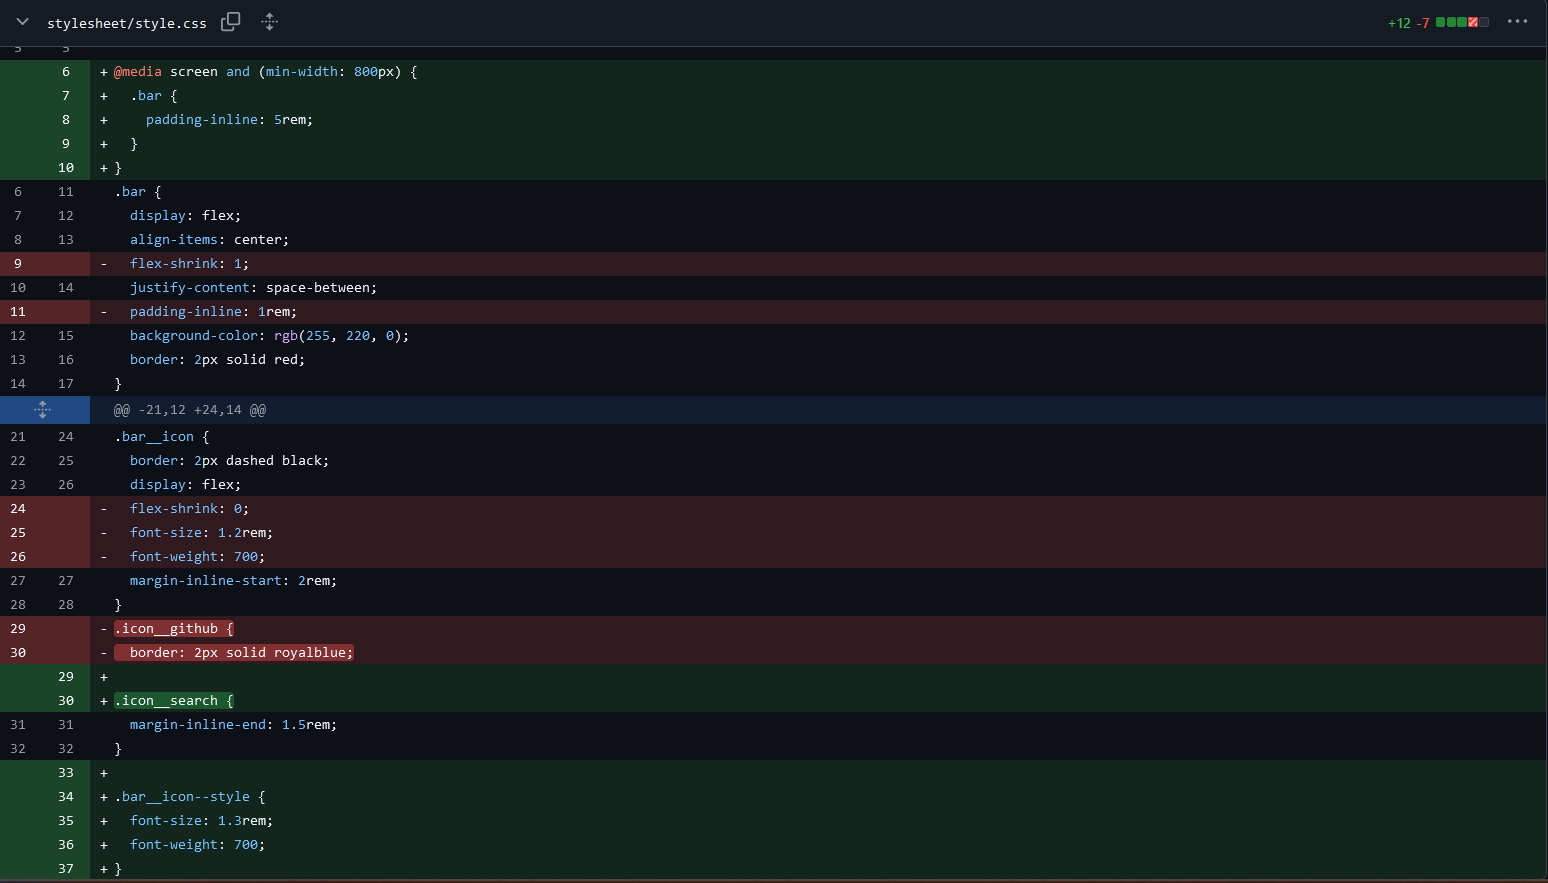 stylesheet/style.css +12 -7
5 5
6 + @media screen and (min-width: 800px) {
7 + .bar {
8 + padding-inline: 5rem;
9 + }
10 + }
6 11 .bar {
7 12 display: flex;
8 13 align-items: center;
9 - flex-shrink: 1;
10 14 justify-content: space-between;
11 - padding-inline: 1rem;
12 15 background-color: rgb(255, 220, 0);
13 16 border: 2px solid red;
14 17 }
@@ -21,12 +24,14 @@
21 24 .bar__icon {
22 25 border: 2px dashed black;
23 26 display: flex;
24 - flex-shrink: 0;
25 - font-size: 1.2rem;
26 - font-weight: 700;
27 27 margin-inline-start: 2rem;
28 28 }
29 - .icon__github {
30 - border: 2px solid royalblue;
29 +
30 + .icon__search {
31 31 margin-inline-end: 1.5rem;
32 32 }
33 +
34 + .bar__icon--style {
35 + font-size: 1.3rem;
36 + font-weight: 700;
37 + }